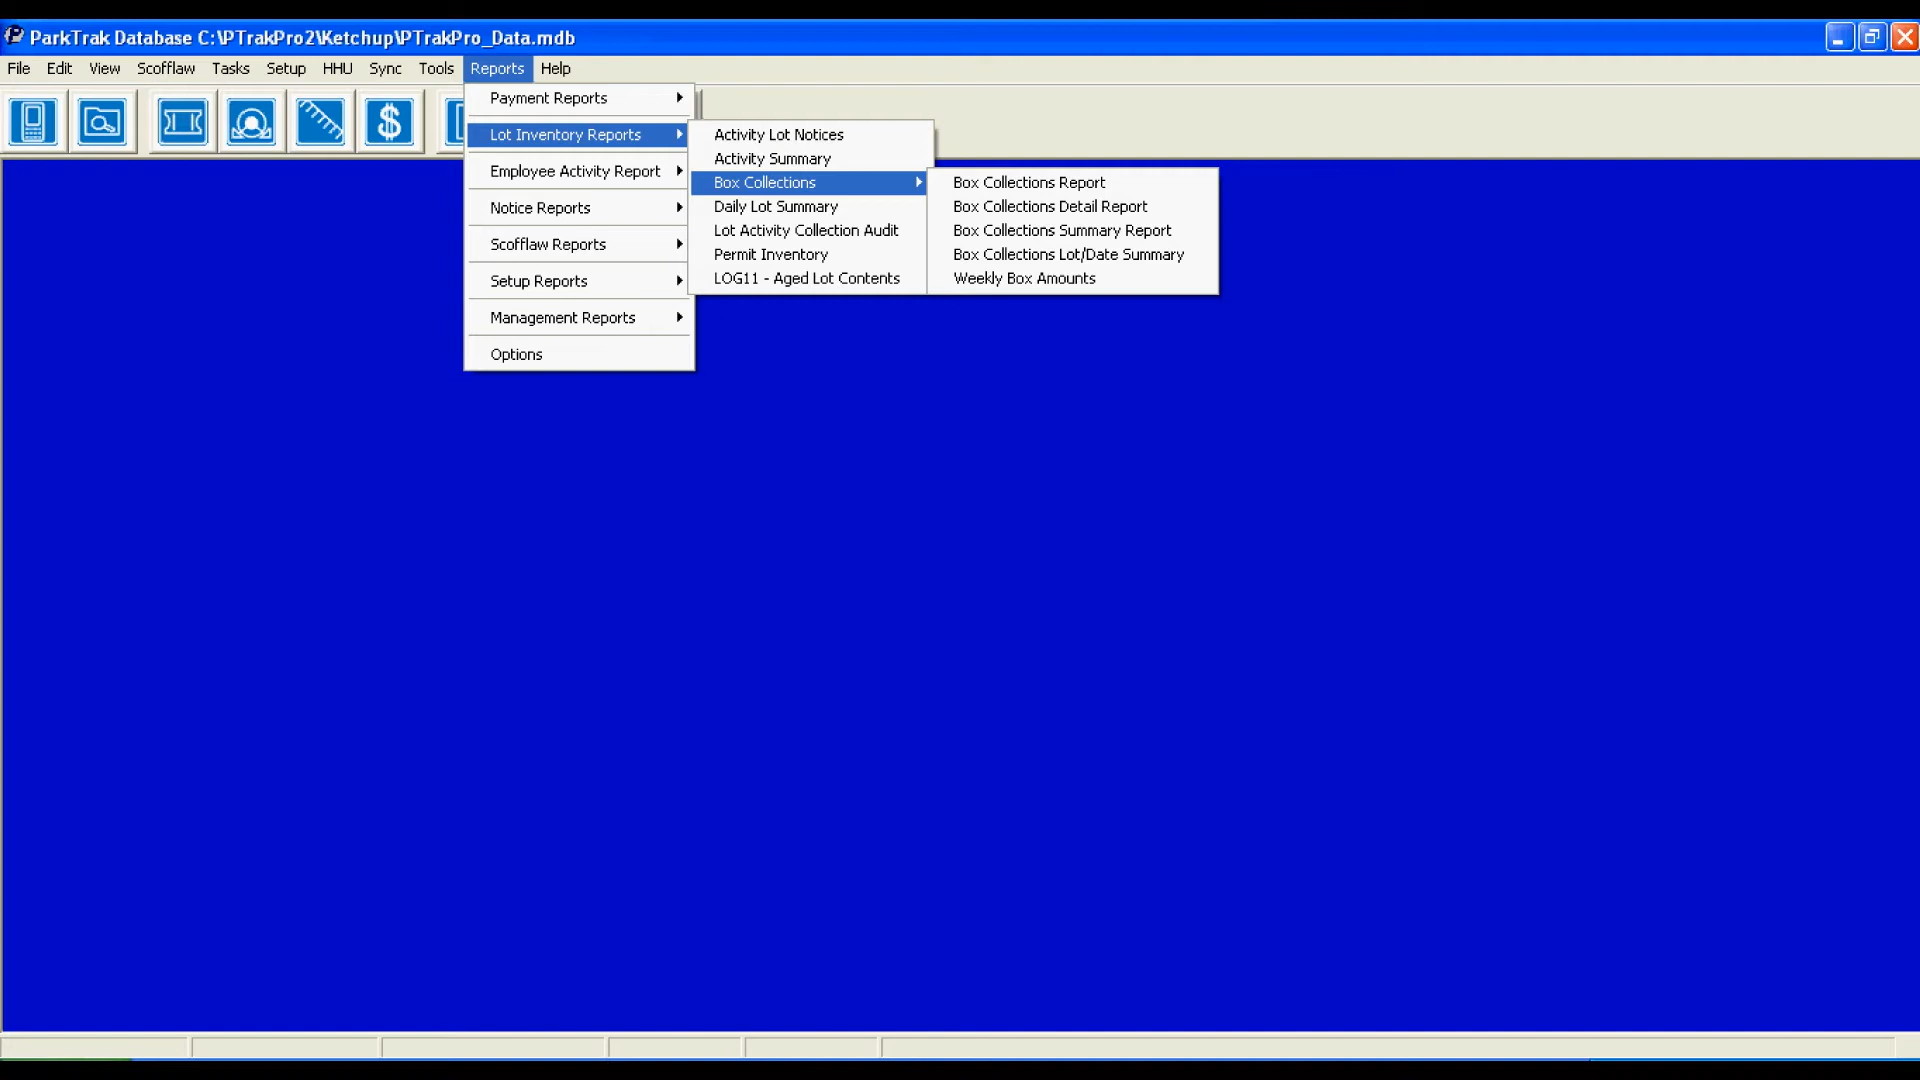 ParkTrak Database C:\PTrakPro2\Ketchup\PTrakPro_Data.mdb
File Edit View Scofflaw Tasks Setup HHU Sync Tools Reports Help
Payment Reports
Lot Inventory Reports
Employee Activity Report
Notice Reports
Scofflaw Reports
Setup Reports
Management Reports
Options
Activity Lot Notices
Activity Summary
Box Collections
Daily Lot Summary
Lot Activity Collection Audit
Permit Inventory
LOG11 - Aged Lot Contents
Box Collections Report
Box Collections Detail Report
Box Collections Summary Report
Box Collections Lot/Date Summary
Weekly Box Amounts